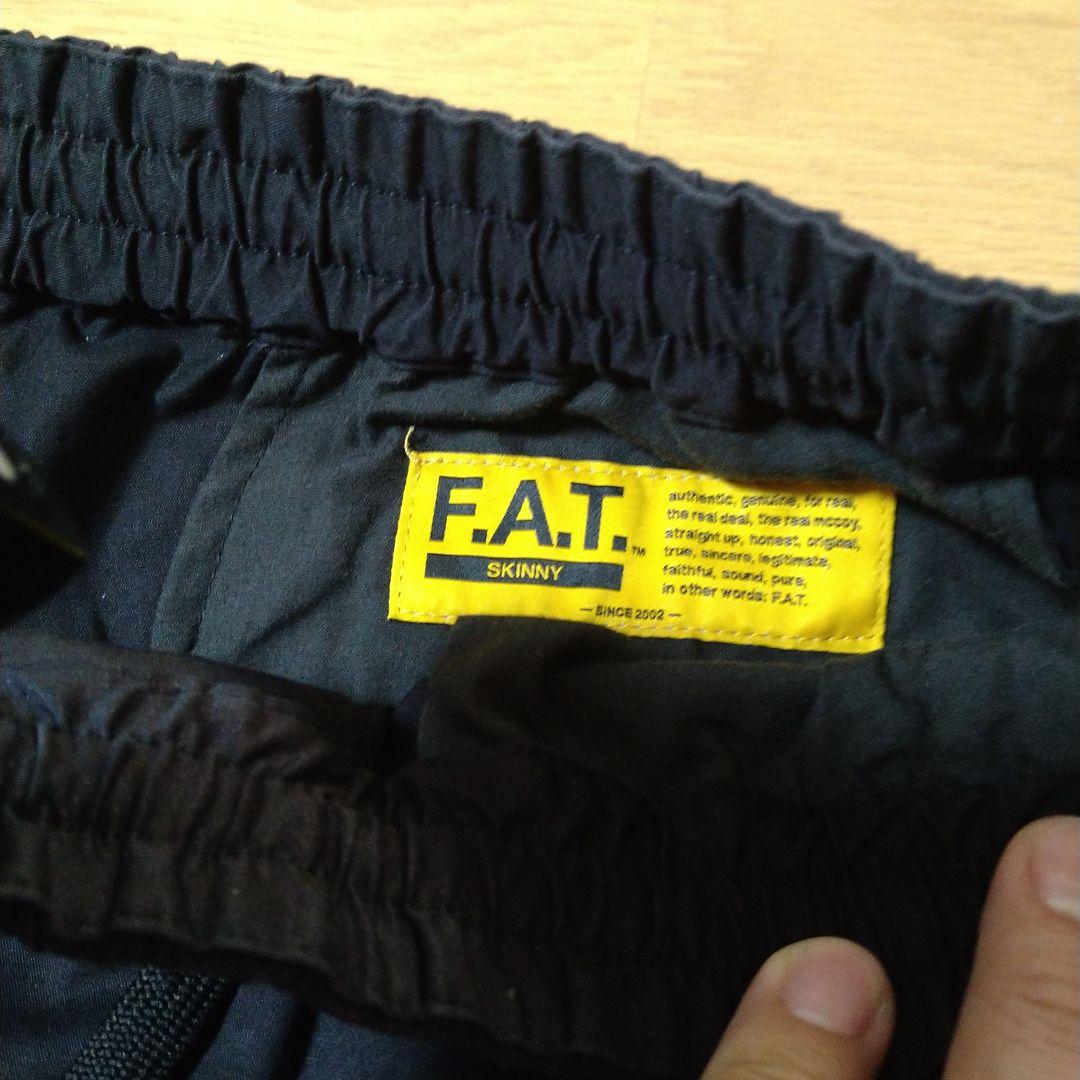 F.A.T.™
SKINNY
authentic, genuine, for real,
the real deal, the real mccoy,
straight up, honest, original,
true, sincere, legitimate,
faithful, sound, pure,
in other words: F.A.T.
— SINCE 2002 —